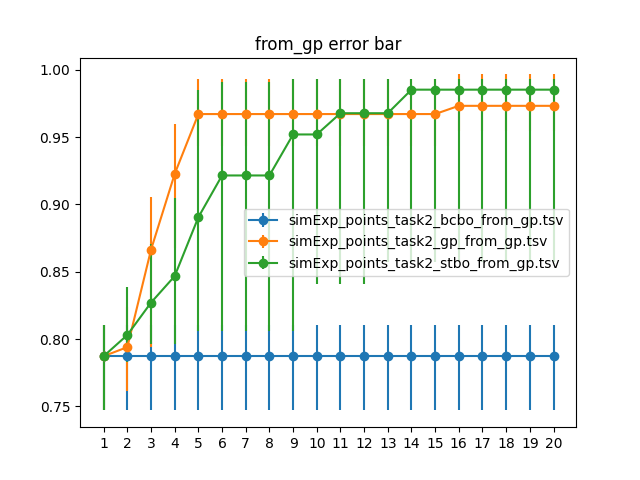 from_gp error bar
1.00
0.95
0.90
0.85
0.80
0.75
simExp_points_task2_bcbo_from_gp.tsv
simExp_points_task2_gp_from_gp.tsv
simExp_points_task2_stbo_from_gp.tsv
1 2 3 4 5 6 7 8 9 10 11 12 13 14 15 16 17 18 19 20